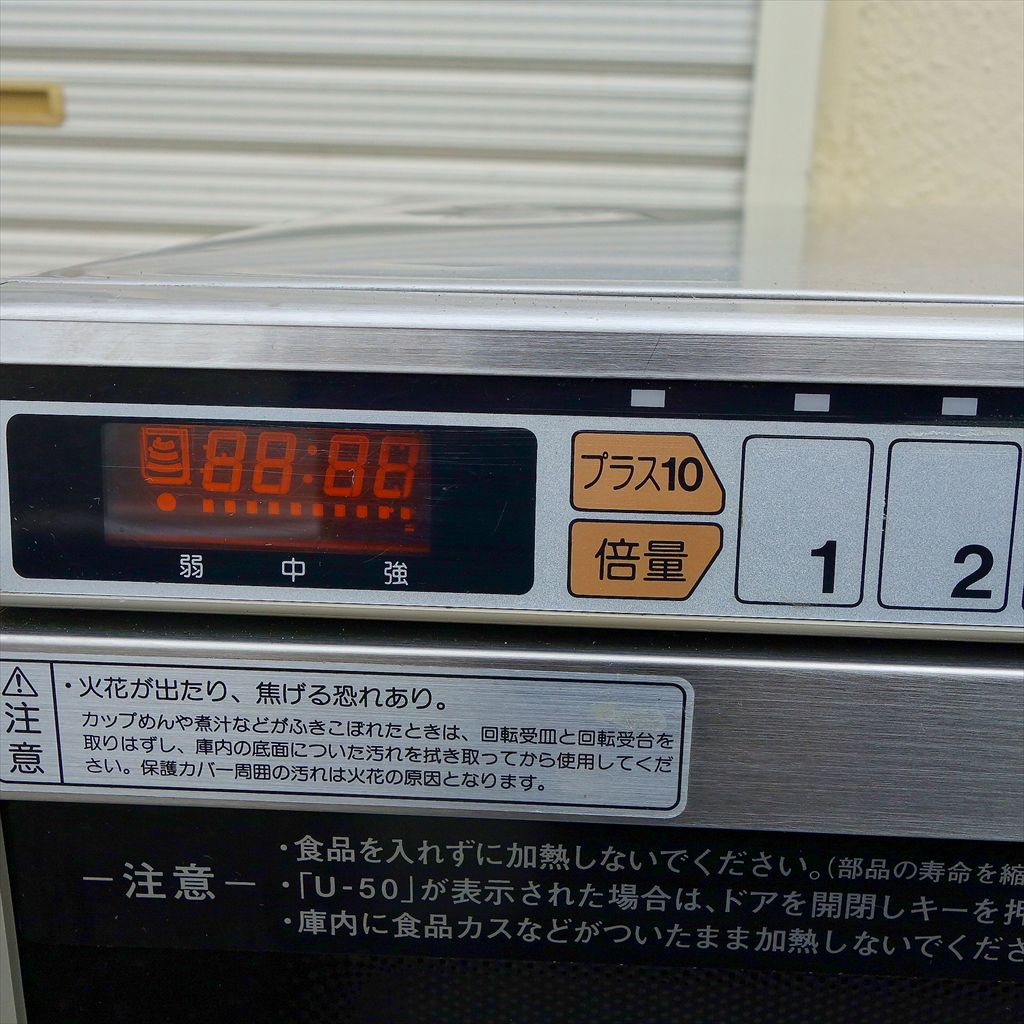 88:88
弱 中 強
プラス10
倍量
1
2
注意
・火花が出たり、焦げる恐れあり。
カップめんや煮汁などがふきこぼれたときは、回転受皿と回転受台を
取りはずし、庫内の底面についた汚れを拭き取ってから使用してくだ
さい。保護カバー周囲の汚れは火花の原因となります。
－注意－
・食品を入れずに加熱しないでください。(部品の寿命を縮
・「U-50」が表示された場合は、ドアを開閉しキーを押
・庫内に食品カスなどがついたまま加熱しないでくださ